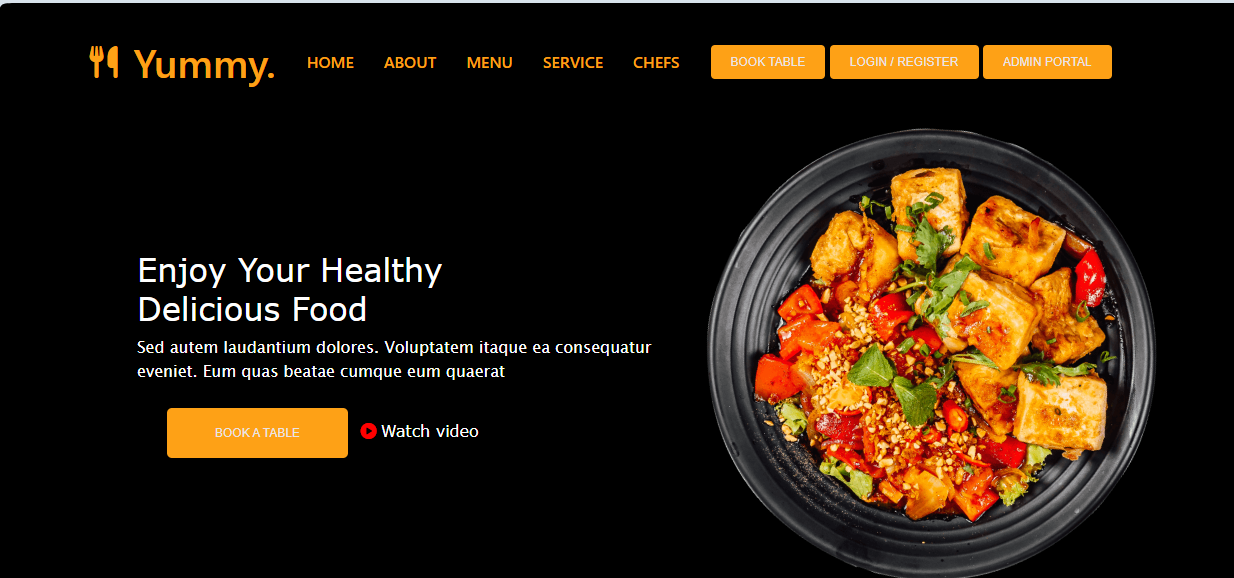 Yummy.
HOME ABOUT MENU SERVICE CHEFS BOOK TABLE LOGIN / REGISTER ADMIN PORTAL
Enjoy Your Healthy
Delicious Food
Sed autem laudantium dolores. Voluptatem itaque ea consequatur
eveniet. Eum quas beatae cumque eum quaerat
BOOK A TABLE Watch video